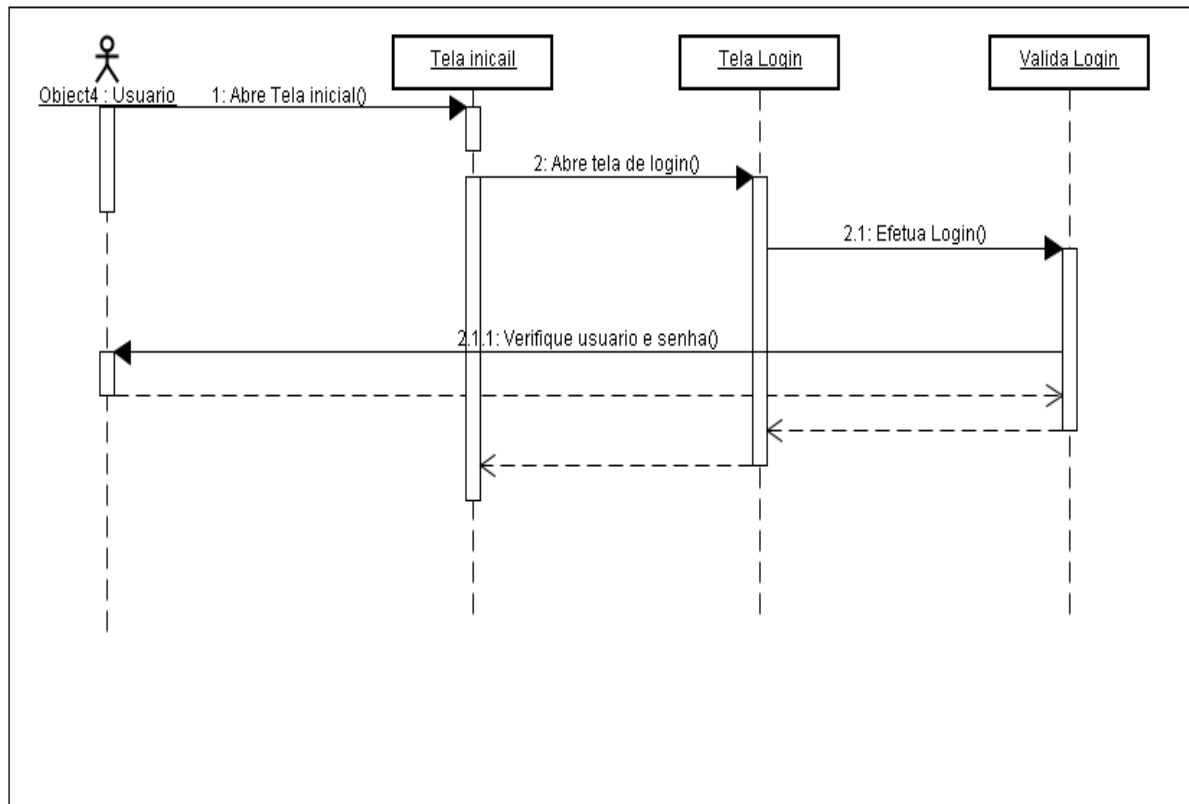 Tela inicail
Tela Login
Valida Login
Object4 : Usuario
1: Abre Tela inicial()
2: Abre tela de login()
2.1: Efetua Login()
2.1.1: Verifique usuario e senha()